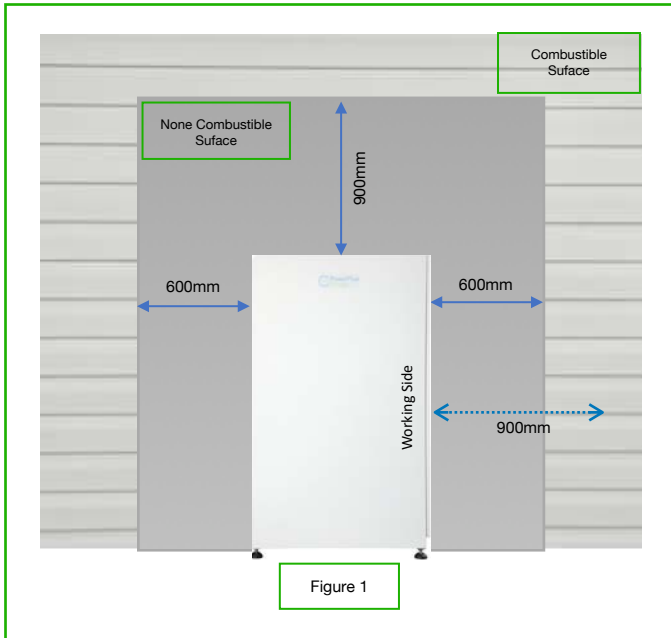 Combustible
Suface
None Combustible
Suface
900mm
600mm
600mm
Working Side
900mm
Figure 1